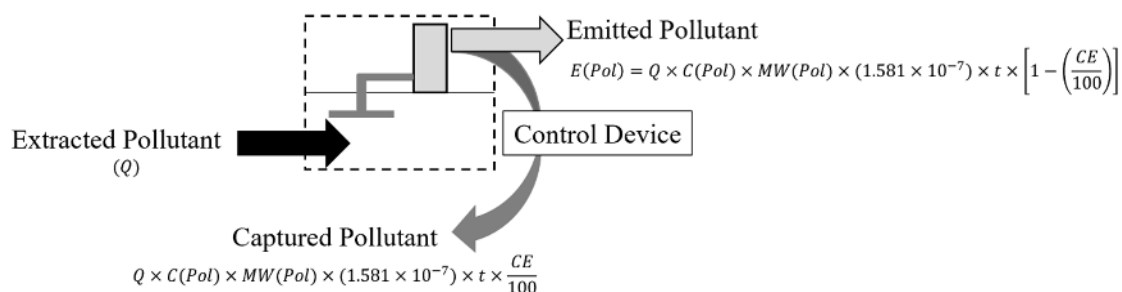 Emitted Pollutant
E(Pol) = Q × C(Pol) × MW(Pol) × (1.581 × 10⁻⁷) × t × [1 − (CE/100)]
Control Device
Extracted Pollutant
(Q)
Captured Pollutant
Q × C(Pol) × MW(Pol) × (1.581 × 10⁻⁷) × t × CE/100